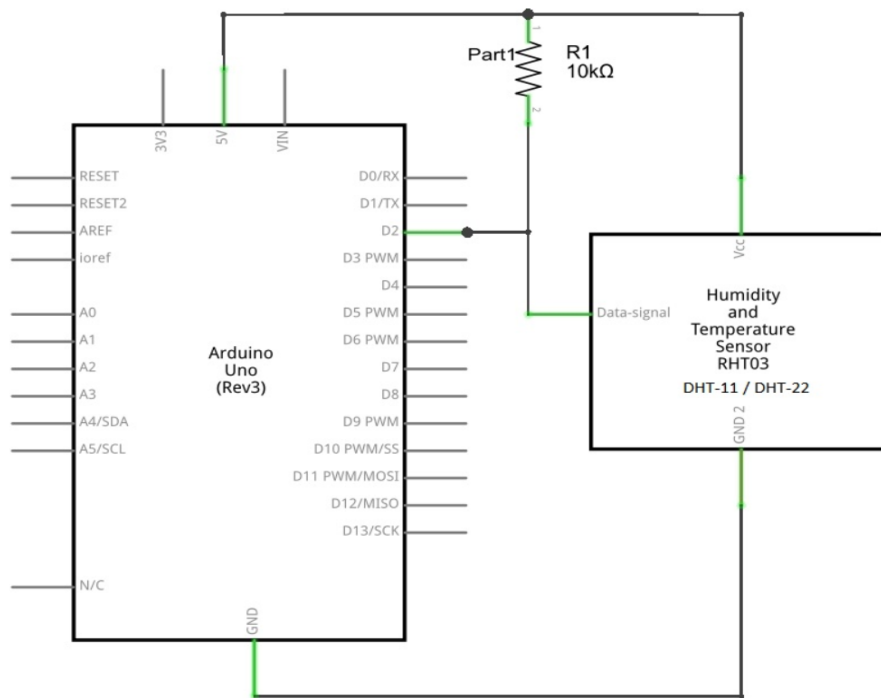 1
Part1
R1
10kΩ
2
3V3
5V
VIN
RESET
RESET2
AREF
ioref
A0
A1
A2
A3
A4/SDA
A5/SCL
N/C
Arduino
Uno
(Rev3)
D0/RX
D1/TX
D2
D3 PWM
D4
D5 PWM
D6 PWM
D7
D8
D9 PWM
D10 PWM/SS
D11 PWM/MOSI
D12/MISO
D13/SCK
GND
Vcc
Data-signal
Humidity
and
Temperature
Sensor
RHT03
DHT-11 / DHT-22
GND 2